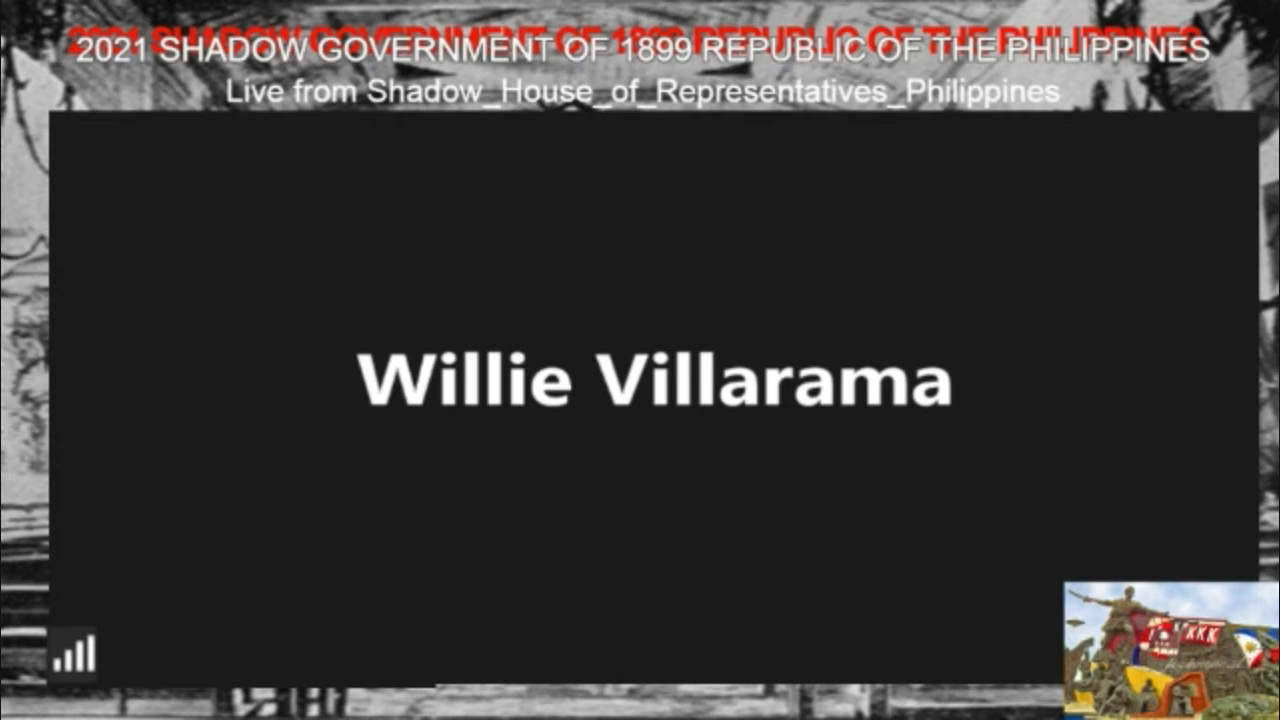 2021 SHADOW GOVERNMENT OF 1899 REPUBLIC OF THE PHILIPPINES
Live from Shadow_House_of_Representatives_Philippines
Willie Villarama
KKK